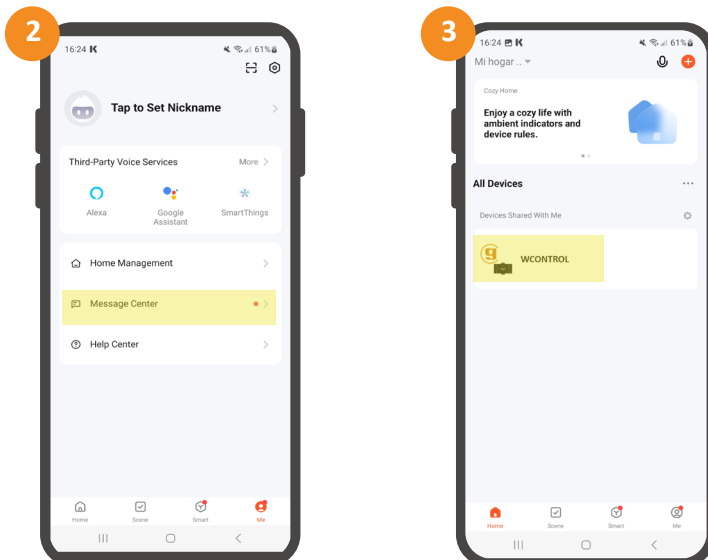 2
16:24 K
61%
Tap to Set Nickname
Third-Party Voice Services
More
Alexa
Google
Assistant
SmartThings
Home Management
Message Center
Help Center
Home
Scene
Smart
Me
3
16:24 K
61%
Mi hogar ..
Cozy Home
Enjoy a cozy life with
ambient indicators and
device rules.
All Devices
...
Devices Shared With Me
g
WCONTROL
Home
Scene
Smart
Me